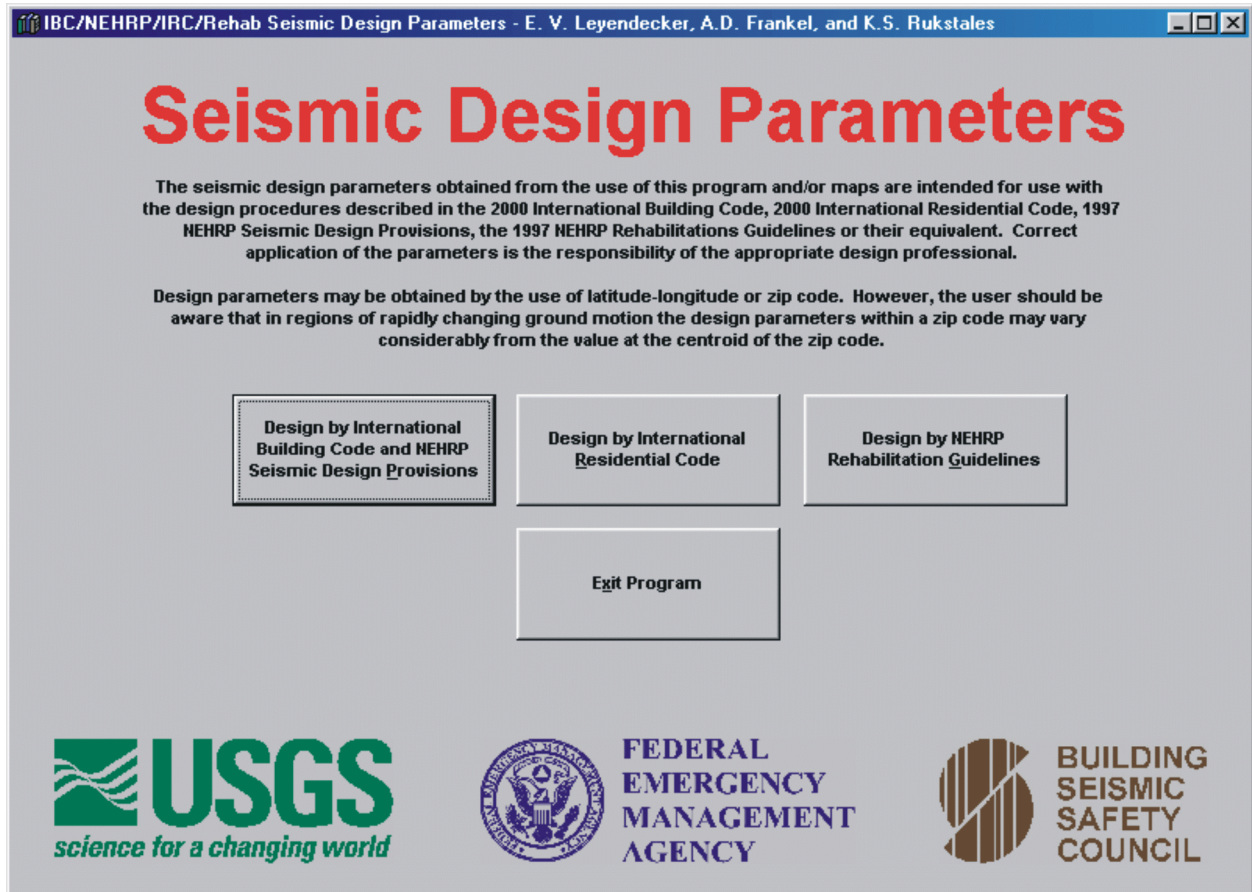 IBC/NEHRP/IRC/Rehab Seismic Design Parameters - E. V. Leyendecker, A.D. Frankel, and K.S. Rukstales
Seismic Design Parameters
The seismic design parameters obtained from the use of this program and/or maps are intended for use with
the design procedures described in the 2000 International Building Code, 2000 International Residential Code, 1997
NEHRP Seismic Design Provisions, the 1997 NEHRP Rehabilitations Guidelines or their equivalent. Correct
application of the parameters is the responsibility of the appropriate design professional.
Design parameters may be obtained by the use of latitude-longitude or zip code. However, the user should be
aware that in regions of rapidly changing ground motion the design parameters within a zip code may vary
considerably from the value at the centroid of the zip code.
Design by International
Building Code and NEHRP
Seismic Design Provisions
Design by International
Residential Code
Design by NEHRP
Rehabilitation Guidelines
Exit Program
USGS
science for a changing world
FEDERAL EMERGENCY MANAGEMENT AGENCY
FEDERAL
EMERGENCY
MANAGEMENT
AGENCY
BUILDING
SEISMIC
SAFETY
COUNCIL